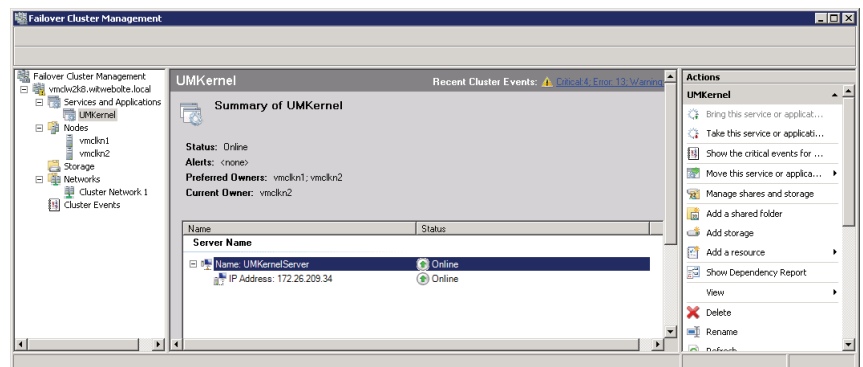 Failover Cluster Management
Failover Cluster Management
vmclw2k8.witwebolte.local
Services and Applications
UMKernel
Nodes
vmclkn1
vmclkn2
Storage
Networks
Cluster Network 1
Cluster Events
UMKernel
Recent Cluster Events: Critical:4; Error: 13; Warning
Summary of UMKernel
Status: Online
Alerts: <none>
Preferred Owners: vmclkn1; vmclkn2
Current Owner: vmclkn2
Name Status
Server Name
Name: UMKernelServer Online
IP Address: 172.26.209.34 Online
Actions
UMKernel
Bring this service or applicat...
Take this service or applicati...
Show the critical events for ...
Move this service or applica...
Manage shares and storage
Add a shared folder
Add storage
Add a resource
Show Dependency Report
View
Delete
Rename
Refresh